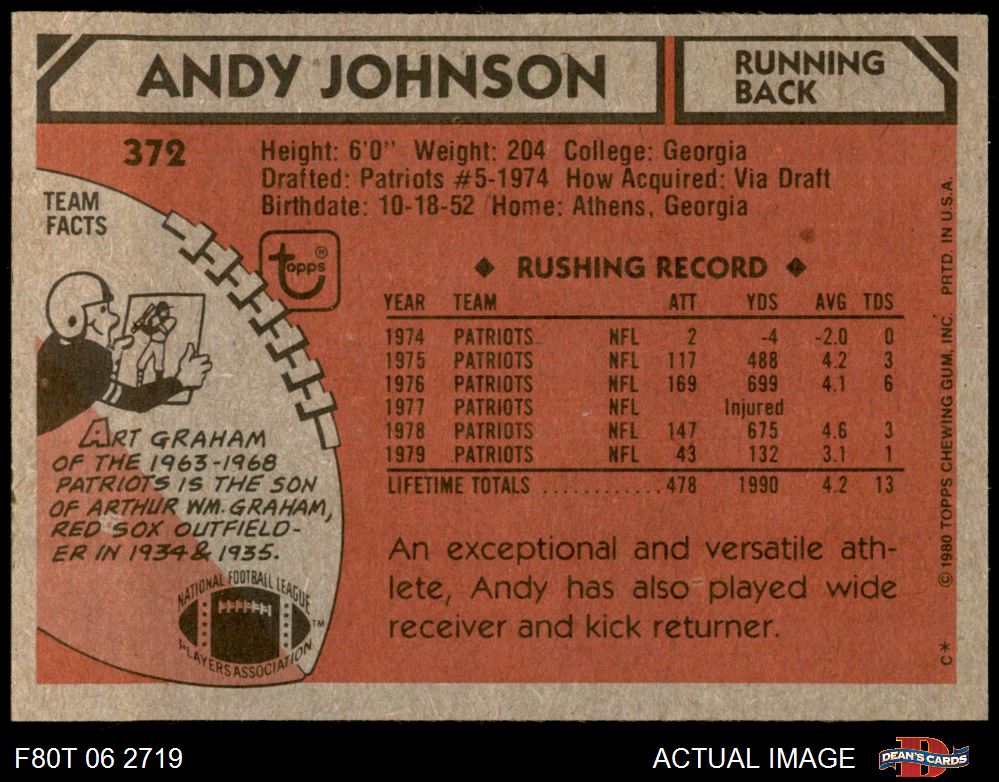 ANDY JOHNSON
RUNNING
BACK
372
Height: 6'0" Weight: 204 College: Georgia
Drafted: Patriots #5-1974 How Acquired: Via Draft
Birthdate: 10-18-52 Home: Athens, Georgia
TEAM
FACTS
topps®
◆ RUSHING RECORD ◆
YEAR TEAM ATT YDS AVG TDS
1974 PATRIOTS NFL 2 -4 -2.0 0
1975 PATRIOTS NFL 117 488 4.2 3
1976 PATRIOTS NFL 169 699 4.1 6
1977 PATRIOTS NFL Injured
1978 PATRIOTS NFL 147 675 4.6 3
1979 PATRIOTS NFL 43 132 3.1 1
LIFETIME TOTALS ............ 478 1990 4.2 13
ART GRAHAM
OF THE 1963-1968
PATRIOTS IS THE SON
OF ARTHUR WM. GRAHAM,
RED SOX OUTFIELD-
ER IN 1934 & 1935.
NATIONAL FOOTBALL LEAGUE
PLAYERS ASSOCIATION
TM
An exceptional and versatile ath-
lete, Andy has also played wide
receiver and kick returner.
C* © 1980 TOPPS CHEWING GUM, INC. PRTD. IN U.S.A.
F80T 06 2719
ACTUAL IMAGE
DEAN'S CARDS